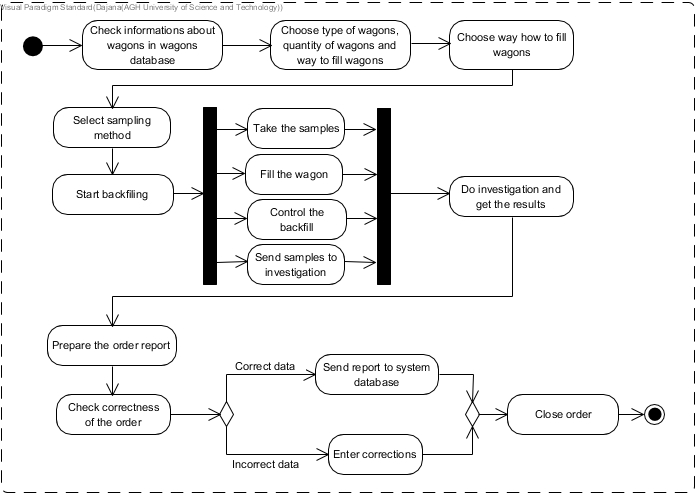 Visual Paradigm Standard(Dajana(AGH University of Science and Technology))
Check informations about
wagons in wagons
database
Choose type of wagons,
quantity of wagons and
way to fill wagons
Choose way how to fill
wagons
Select sampling
method
Start backfiling
Take the samples
Fill the wagon
Control the
backfill
Send samples to
investigation
Do investigation and
get the results
Prepare the order report
Check correctness
of the order
Correct data
Send report to system
database
Incorrect data
Enter corrections
Close order